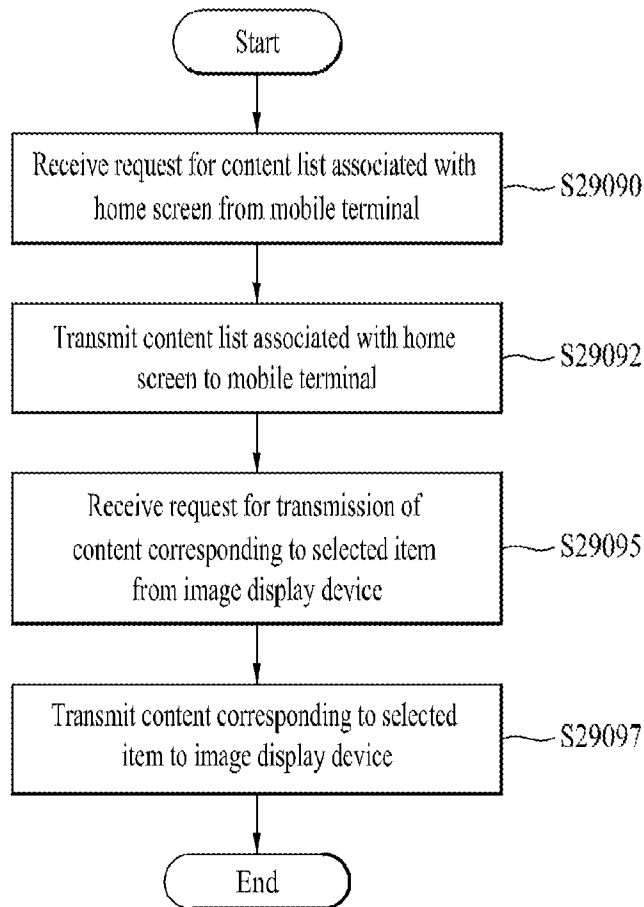 Start
Receive request for content list associated with
home screen from mobile terminal
S29090
Transmit content list associated with home
screen to mobile terminal
S29092
Receive request for transmission of
content corresponding to selected item
from image display device
S29095
Transmit content corresponding to selected
item to image display device
S29097
End